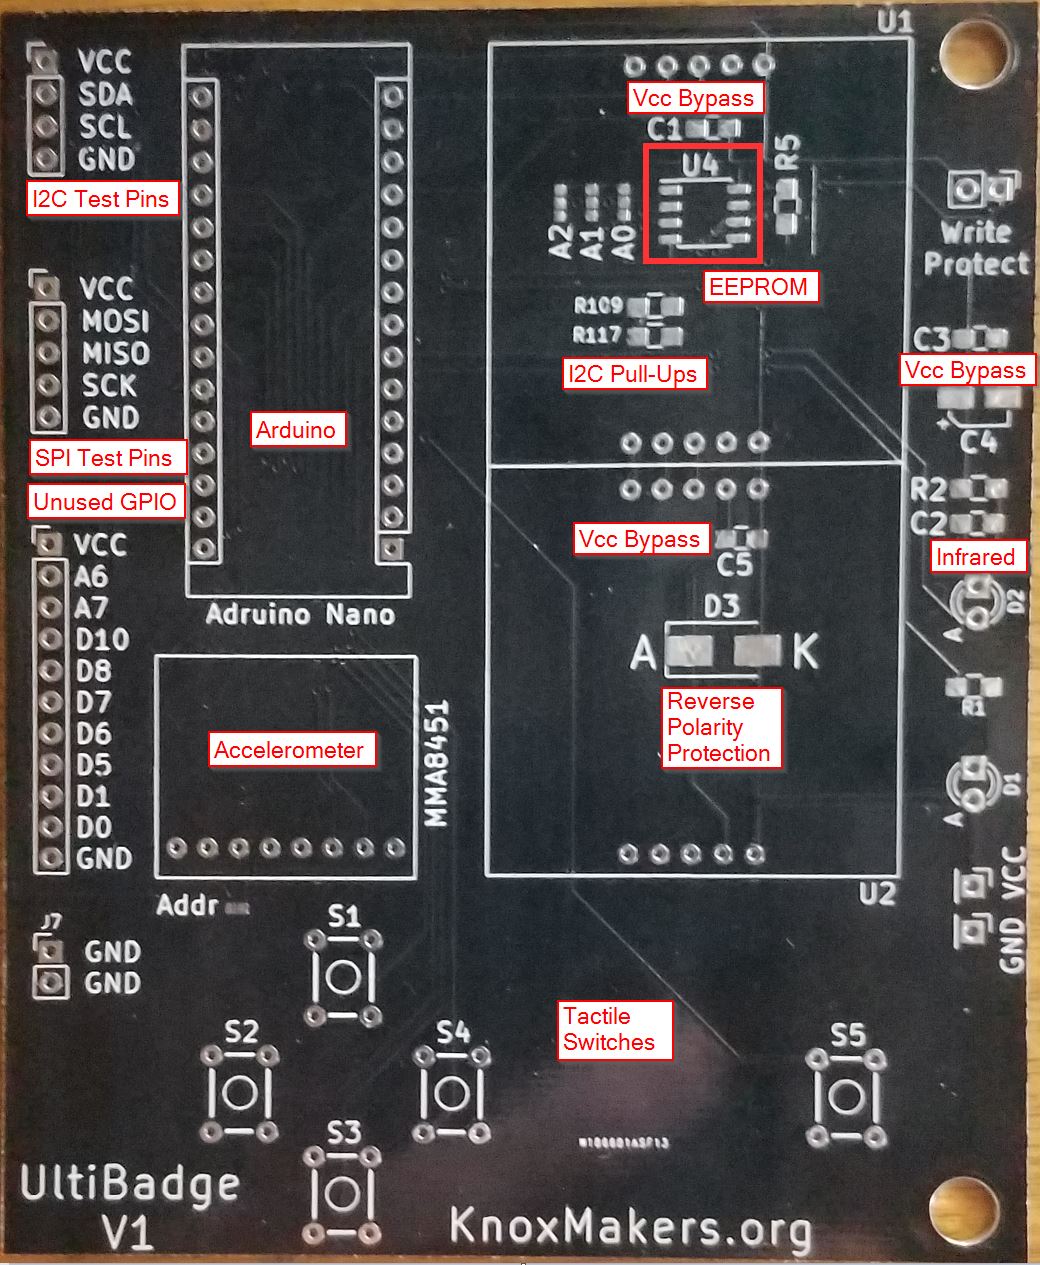 U1
VCC
SDA
SCL
GND
I2C Test Pins
Vcc Bypass
C1
U4
R5
A2
A1
A0
EEPROM
Write
Protect
VCC
MOSI
MISO
SCK
GND
SPI Test Pins
R109
R117
I2C Pull-Ups
C3
Vcc Bypass
+
C4
Arduino
Unused GPIO
VCC
A6
A7
D10
D8
D7
D6
D5
D1
D0
GND
Adruino Nano
R2
C2
Infrared
D2
A
R1
D1
A
Vcc Bypass
C5
D3
A
K
Reverse
Polarity
Protection
Accelerometer
MMA8451
Addr
U2
VCC
GND
J7
GND
GND
S1
S2
S4
S3
S5
Tactile
Switches
UltiBadge
V1
KnoxMakers.org